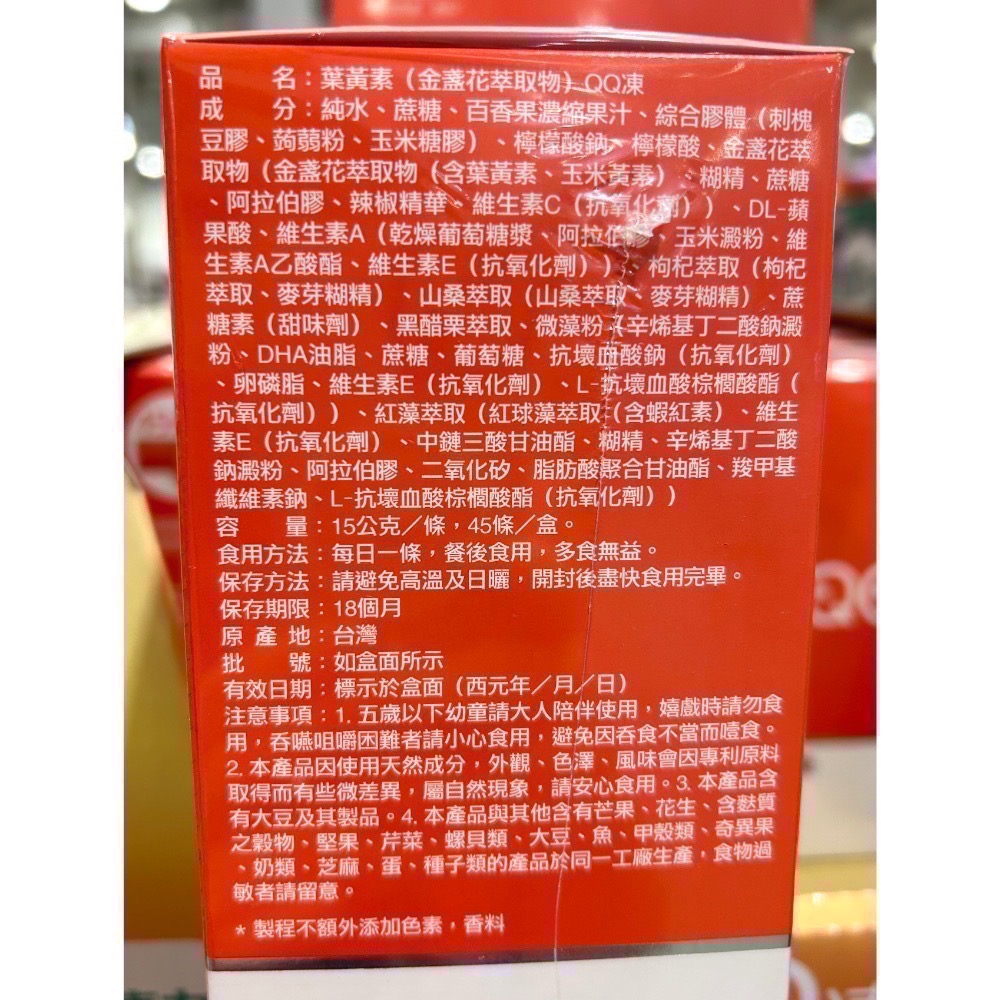 品　　名：葉黃素（金盞花萃取物）QQ凍
成　　分：純水、蔗糖、百香果濃縮果汁、綜合膠體（刺槐
豆膠、蒟蒻粉、玉米糖膠）、檸檬酸鈉、檸檬酸、金盞花萃
取物（金盞花萃取物（含葉黃素、玉米黃素）、糊精、蔗糖
、阿拉伯膠、辣椒精華、維生素C（抗氧化劑））、DL-蘋
果酸、維生素A（乾燥葡萄糖漿、阿拉伯膠、玉米澱粉、維
生素A乙酸酯、維生素E（抗氧化劑））、枸杞萃取（枸杞
萃取、麥芽糊精）、山桑萃取（山桑萃取、麥芽糊精）、蔗
糖素（甜味劑）、黑醋栗萃取、微藻粉（辛烯基丁二酸鈉澱
粉、DHA油脂、蔗糖、葡萄糖、抗壞血酸鈉（抗氧化劑）
、卵磷脂、維生素E（抗氧化劑）、L-抗壞血酸棕櫚酸酯（
抗氧化劑））、紅藻萃取（紅球藻萃取（含蝦紅素）、維生
素E（抗氧化劑）、中鏈三酸甘油酯、糊精、辛烯基丁二酸
鈉澱粉、阿拉伯膠、二氧化矽、脂肪酸聚合甘油酯、羧甲基
纖維素鈉、L-抗壞血酸棕櫚酸酯（抗氧化劑））
容　　量：15公克／條，45條／盒。
食用方法：每日一條，餐後食用，多食無益。
保存方法：請避免高溫及日曬，開封後盡快食用完畢。
保存期限：18個月
原 產 地：台灣
批　　號：如盒面所示
有效日期：標示於盒面（西元年／月／日）
注意事項：1. 五歲以下幼童請大人陪伴使用，嬉戲時請勿食
用，吞嚥咀嚼困難者請小心食用，避免因吞食不當而噎食。
2. 本產品因使用天然成分，外觀、色澤、風味會因專利原料
取得而有些微差異，屬自然現象，請安心食用。3. 本產品含
有大豆及其製品。4. 本產品與其他含有芒果、花生、含麩質
之穀物、堅果、芹菜、螺貝類、大豆、魚、甲殼類、奇異果
、奶類、芝麻、蛋、種子類的產品於同一工廠生產，食物過
敏者請留意。
* 製程不額外添加色素，香料